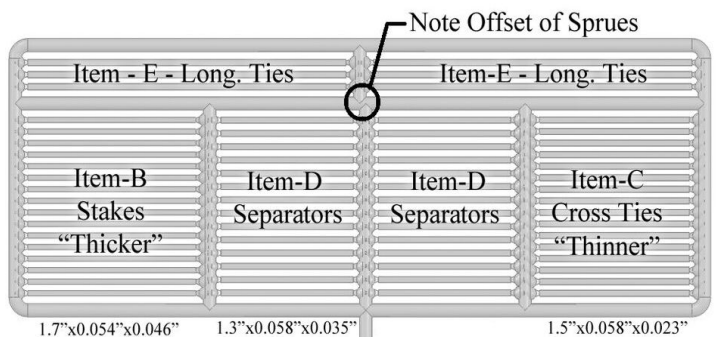 Note Offset of Sprues
Item - E - Long. Ties
Item-E - Long. Ties
Item-B
Stakes
“Thicker”
Item-D
Separators
Item-D
Separators
Item-C
Cross Ties
“Thinner”
1.7”x0.054”x0.046”
1.3”x0.058”x0.035”
1.5”x0.058”x0.023”